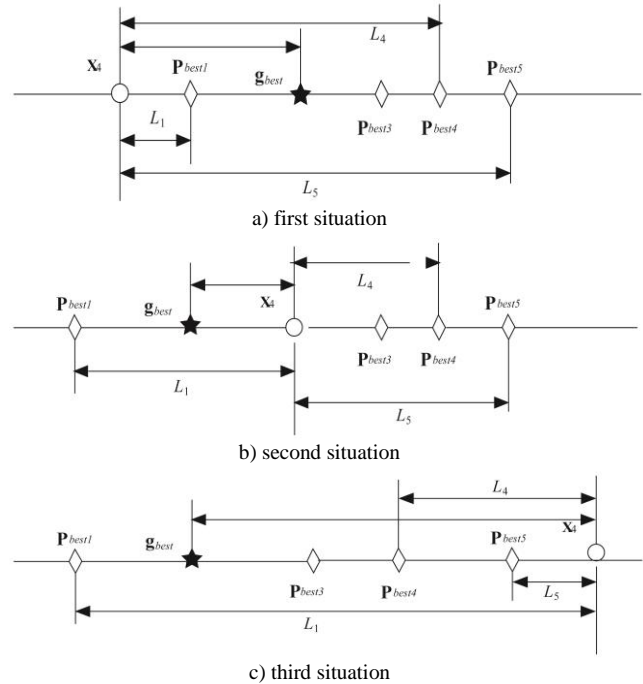 L4
X4 Pbest1 gbest Pbest5
L1 Pbest3 Pbest4
L5
a) first situation
L4
Pbest1 gbest X4 Pbest5
Pbest3 Pbest4
L1 L5
b) second situation
L4
X4
Pbest1 gbest Pbest5
Pbest3 Pbest4 L5
L1
c) third situation